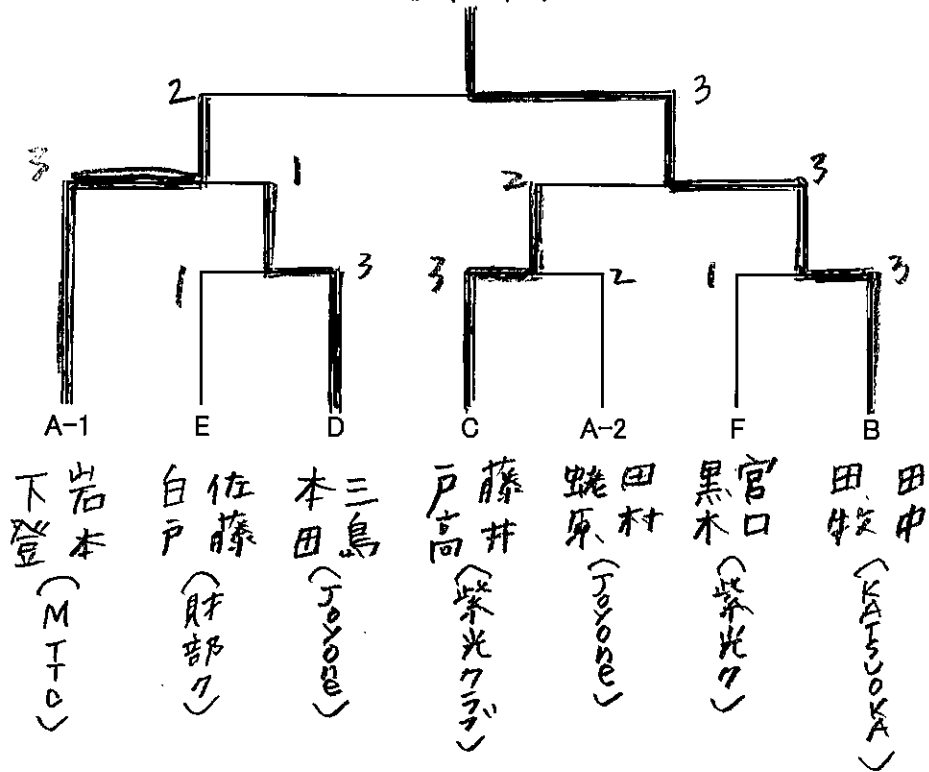 2 3
3 1 2 3
1 3 3 2 1 3
A-1 E D C A-2 F B
岩本 佐藤 三島 藤井 田村 宮口 田中
下登 白戸 本田 戸高 蛯原 黒木 田牧
(MTTC) (財部ク) (Joyone) (紫光クラブ) (Joyone) (紫光ク) (KATSUOKA)